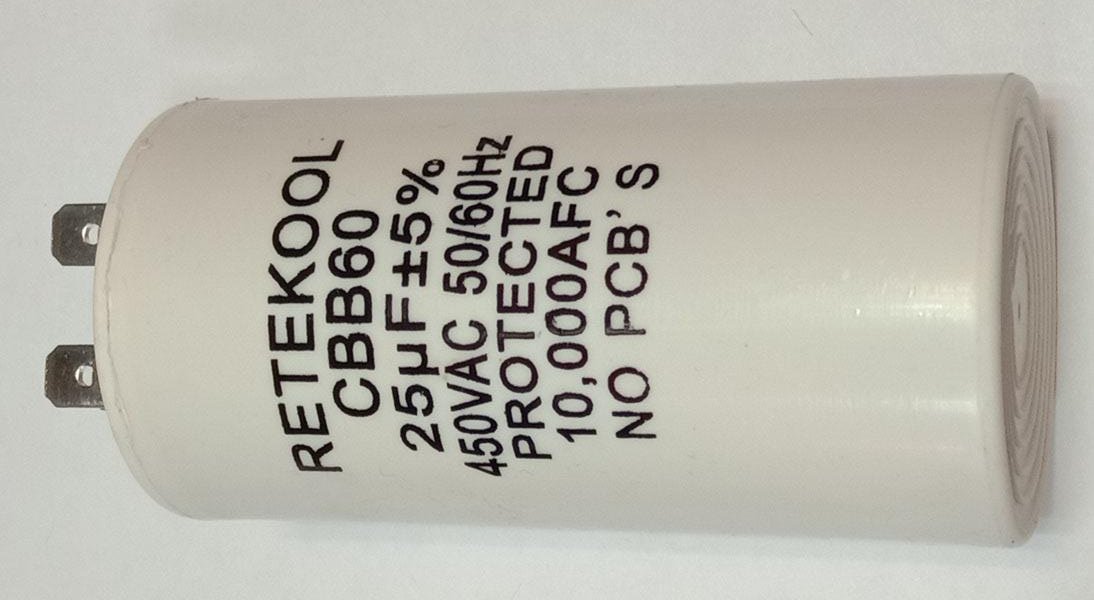 RETEKOOL
CBB60
25µF±5%
450VAC 50/60Hz
PROTECTED
10,000AFC
NO PCB'S